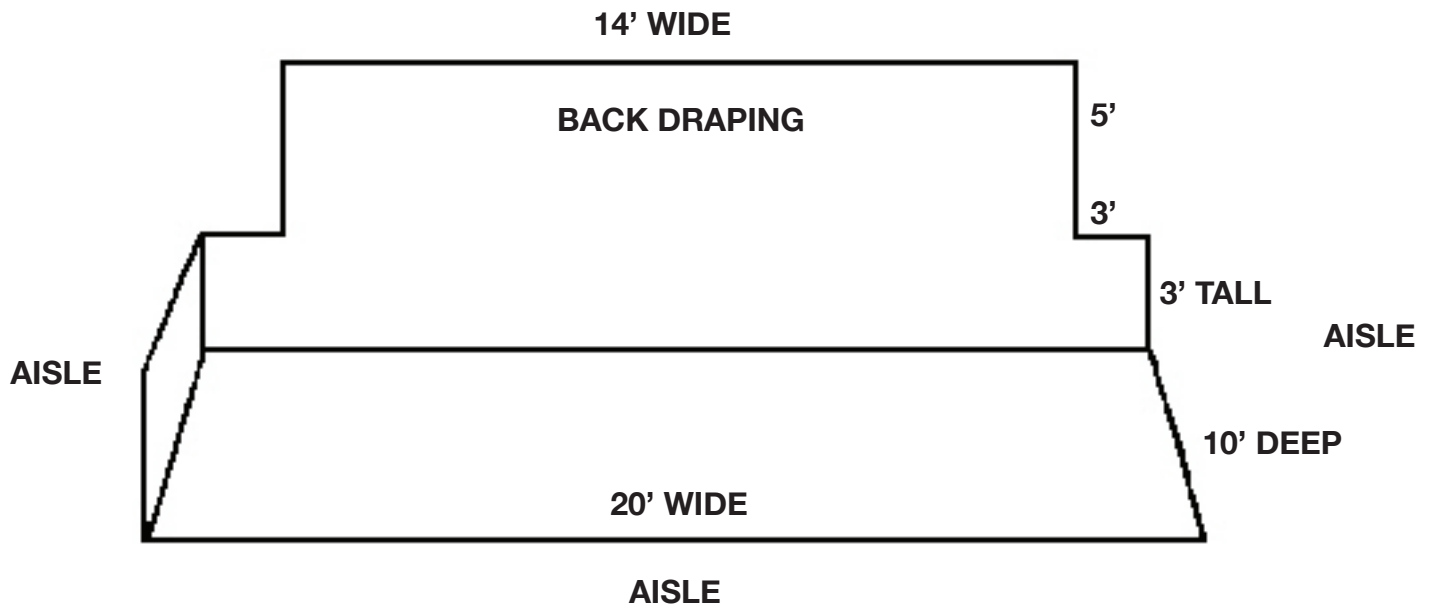 14’ WIDE
BACK DRAPING
5’
3’
3’ TALL
AISLE
AISLE
10’ DEEP
20’ WIDE
AISLE